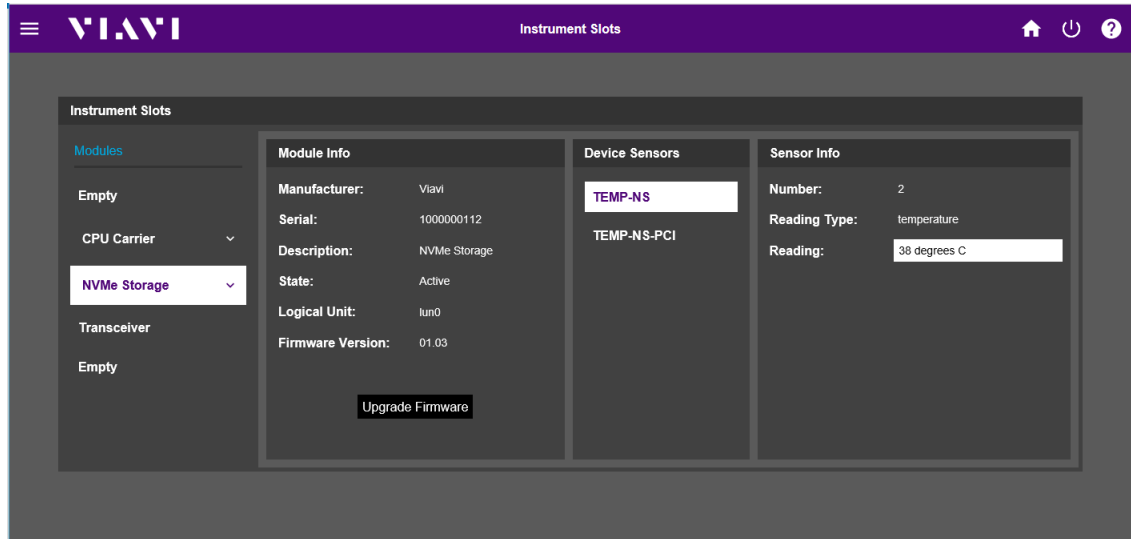 VIAVI
Instrument Slots
?
Instrument Slots
Modules
Empty
CPU Carrier
NVMe Storage
Transceiver
Empty
Module Info
Manufacturer: Viavi
Serial: 1000000112
Description: NVMe Storage
State: Active
Logical Unit: lun0
Firmware Version: 01.03
Upgrade Firmware
Device Sensors
TEMP-NS
TEMP-NS-PCI
Sensor Info
Number: 2
Reading Type: temperature
Reading: 38 degrees C